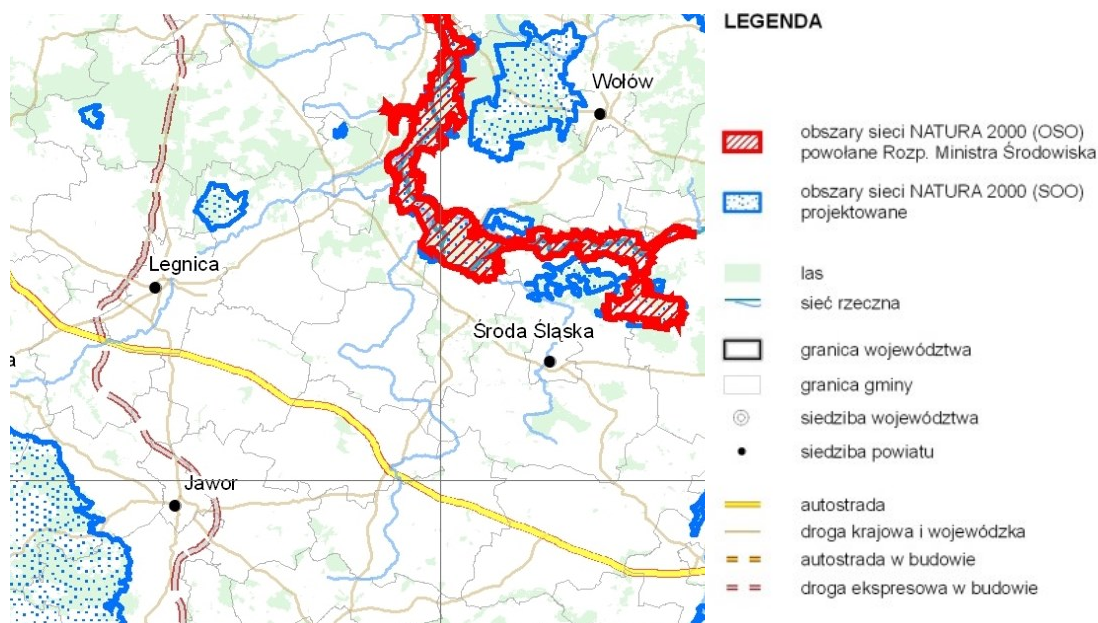 Wołów
Legnica
Środa Śląska
a
Jawor
LEGENDA
obszary sieci NATURA 2000 (OSO)
powołane Rozp. Ministra Środowiska
obszary sieci NATURA 2000 (SOO)
projektowane
las
sieć rzeczna
granica województwa
granica gminy
siedziba województwa
siedziba powiatu
autostrada
droga krajowa i wojewódzka
autostrada w budowie
droga ekspresowa w budowie